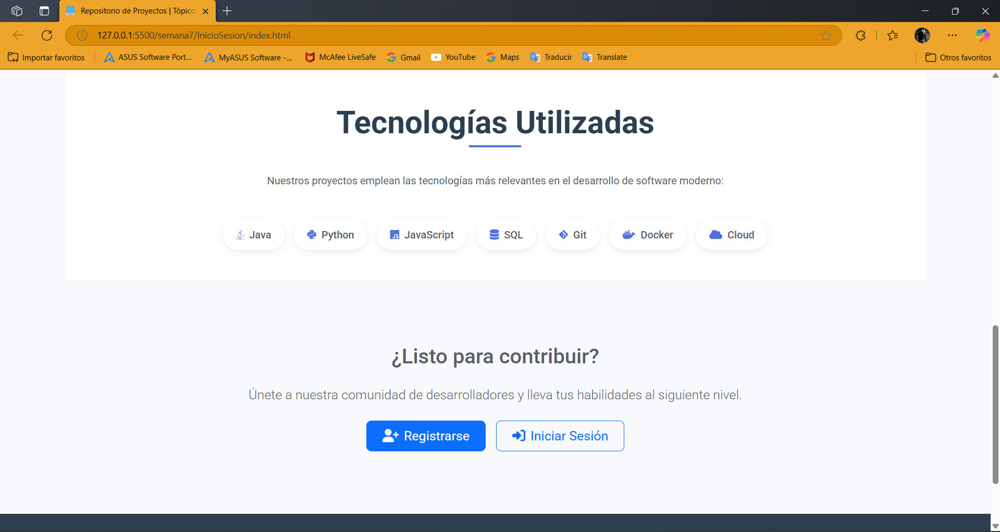 Repositorio de Proyectos | Tópico
127.0.0.1:5500/semana7/InicioSesion/index.html
Importar favoritos ASUS Software Port... MyASUS Software -... McAfee LiveSafe Gmail YouTube Maps Traducir Translate Otros favoritos
Tecnologías Utilizadas
Nuestros proyectos emplean las tecnologías más relevantes en el desarrollo de software moderno:
Java Python JS JavaScript SQL Git Docker Cloud
¿Listo para contribuir?
Únete a nuestra comunidad de desarrolladores y lleva tus habilidades al siguiente nivel.
Registrarse Iniciar Sesión